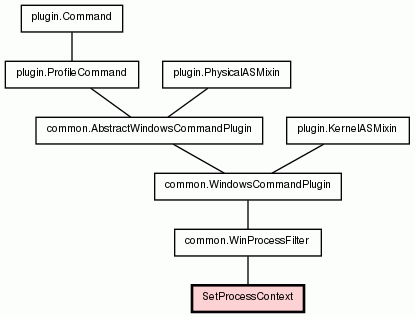 plugin.Command
plugin.ProfileCommand
plugin.PhysicalASMixin
common.AbstractWindowsCommandPlugin
plugin.KernelASMixin
common.WindowsCommandPlugin
common.WinProcessFilter
SetProcessContext